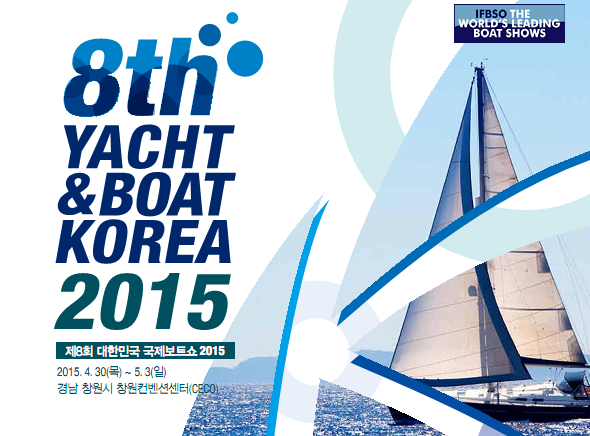 8th
YACHT
&BOAT
KOREA
2015
제8회 대한민국 국제보트쇼 2015
2015. 4. 30(목) ~ 5. 3(일)
경남 창원시 창원컨벤션센터(CECO)
IFBSO THE
WORLD'S LEADING
BOAT SHOWS